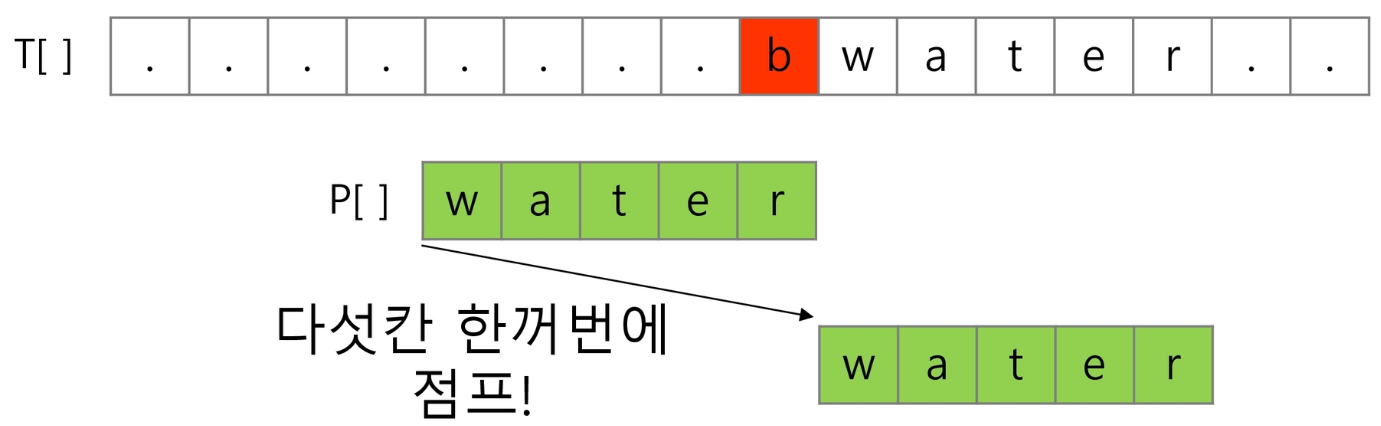 T[ ] . . . . . . . . b w a t e r . .
P[ ] w a t e r
다섯칸 한꺼번에
점프!
w a t e r